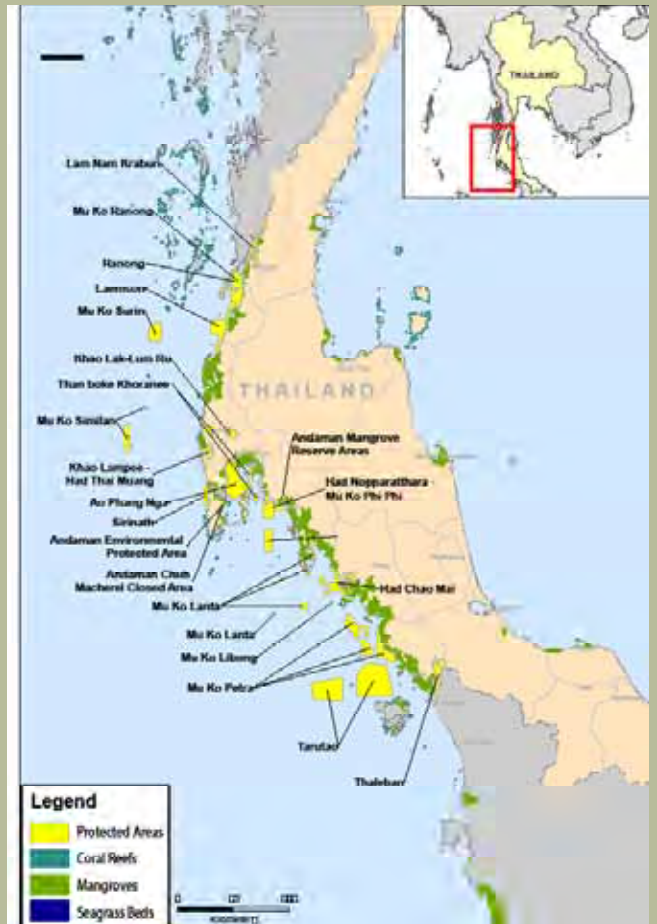 THAILAND
Lam Nam Kraburi
Mu Ko Ranong
Ranong
Laemson
Mu Ko Surin
Khao Lak-Lum Ru
Than boke Khoranee
THAILAND
Mu Ko Similan
Andaman Mangrove
Reserve Areas
Khao Lampee -
Had Thai Muang
Had Nopparatthara -
Mu Ko Phi Phi
Ao Phang Nga
Sirinath
Andaman Environmental
Protected Area
Andaman Chub
Macherel Closed Area
Had Chao Mai
Mu Ko Lanta
Mu Ko Lanta
Mu Ko Libong
Mu Ko Petra
Tarutao
Thaleban
Legend
Protected Areas
Coral Reefs
Mangroves
Seagrass Beds
0